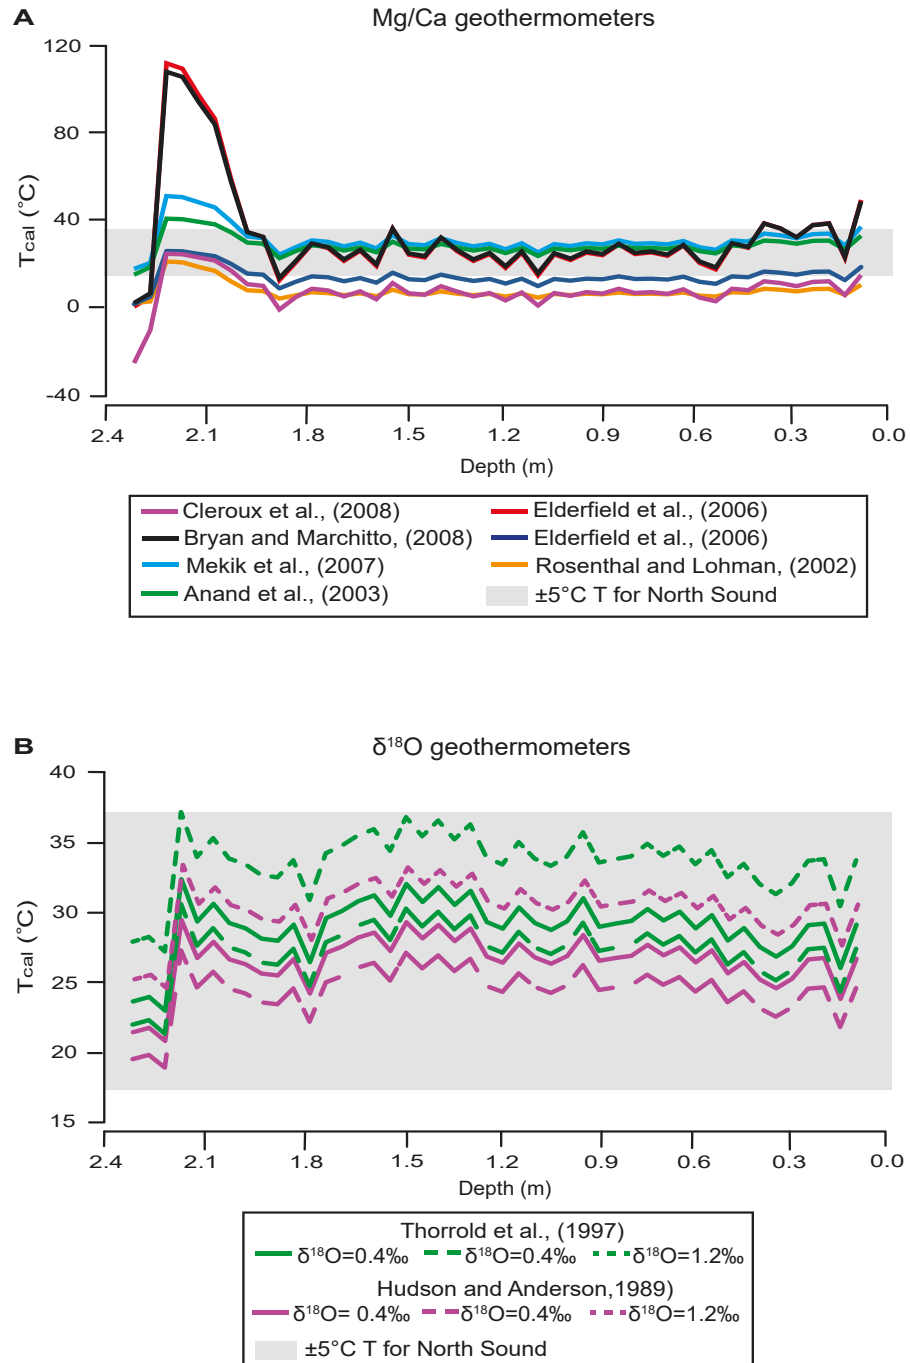 A
Mg/Ca geothermometers
120
80
40
0
-40
Tcal (°C)
2.4 2.1 1.8 1.5 1.2 0.9 0.6 0.3 0.0
Depth (m)
Cleroux et al., (2008) Elderfield et al., (2006)
Bryan and Marchitto, (2008) Elderfield et al., (2006)
Mekik et al., (2007) Rosenthal and Lohman, (2002)
Anand et al., (2003) ±5°C T for North Sound
B
δ¹⁸O geothermometers
40
35
30
25
20
15
Tcal (°C)
2.4 2.1 1.8 1.5 1.2 0.9 0.6 0.3 0.0
Depth (m)
Thorrold et al., (1997)
δ¹⁸O=0.4‰ δ¹⁸O=0.4‰ δ¹⁸O=1.2‰
Hudson and Anderson,1989)
δ¹⁸O= 0.4‰ δ¹⁸O=0.4‰ δ¹⁸O=1.2‰
±5°C T for North Sound